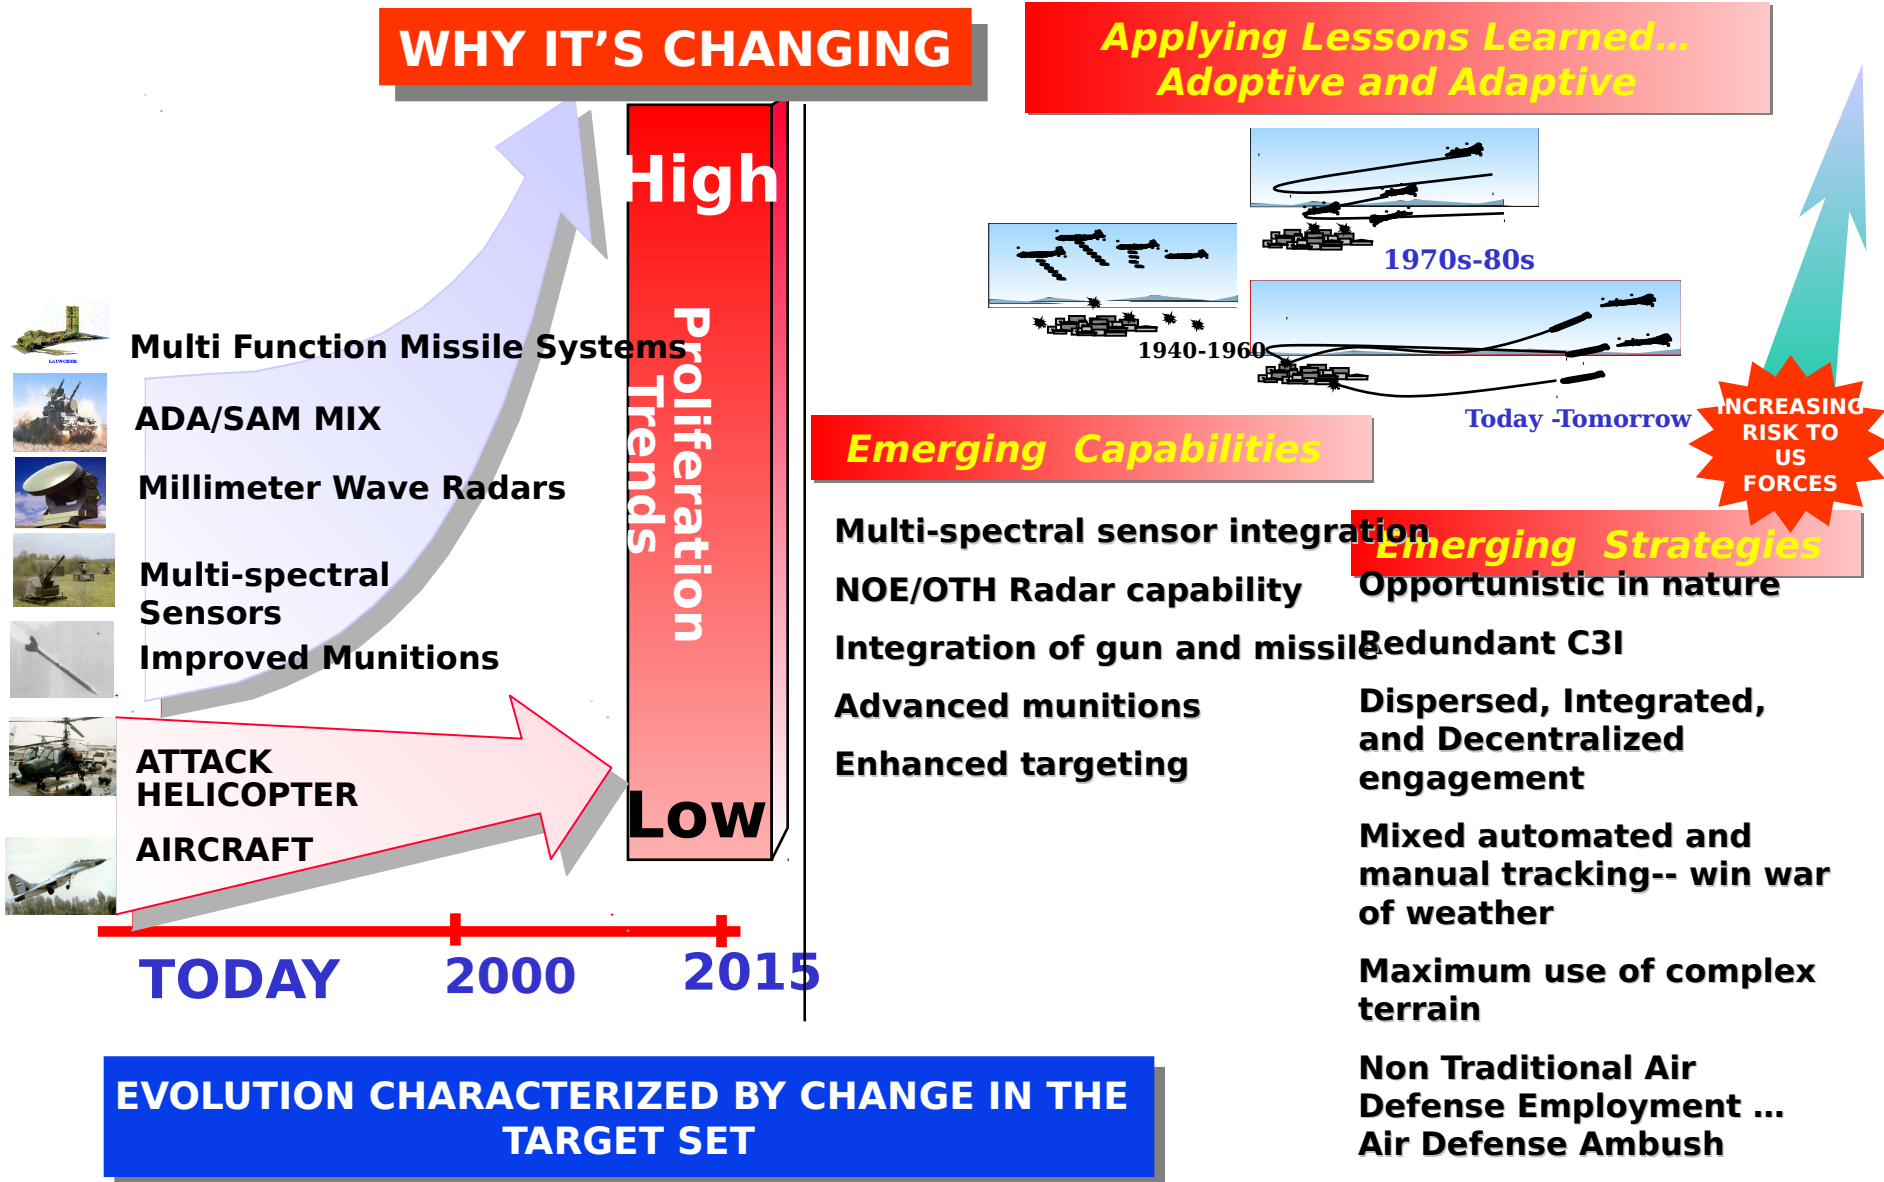 WHY IT’S CHANGING
Applying Lessons Learned…
Adoptive and Adaptive
High
Proliferation
Trends
Low
LAUNCHER
Multi Function Missile Systems
ADA/SAM MIX
Millimeter Wave Radars
Multi-spectral
Sensors
Improved Munitions
ATTACK
HELICOPTER
AIRCRAFT
TODAY
2000
2015
EVOLUTION CHARACTERIZED BY CHANGE IN THE
TARGET SET
1970s-80s
1940-1960
Today -Tomorrow
INCREASING
RISK TO
US
FORCES
Emerging Capabilities
Multi-spectral sensor integration
NOE/OTH Radar capability
Integration of gun and missile
Advanced munitions
Enhanced targeting
Emerging Strategies
Opportunistic in nature
Redundant C3I
Dispersed, Integrated,
and Decentralized
engagement
Mixed automated and
manual tracking-- win war
of weather
Maximum use of complex
terrain
Non Traditional Air
Defense Employment …
Air Defense Ambush